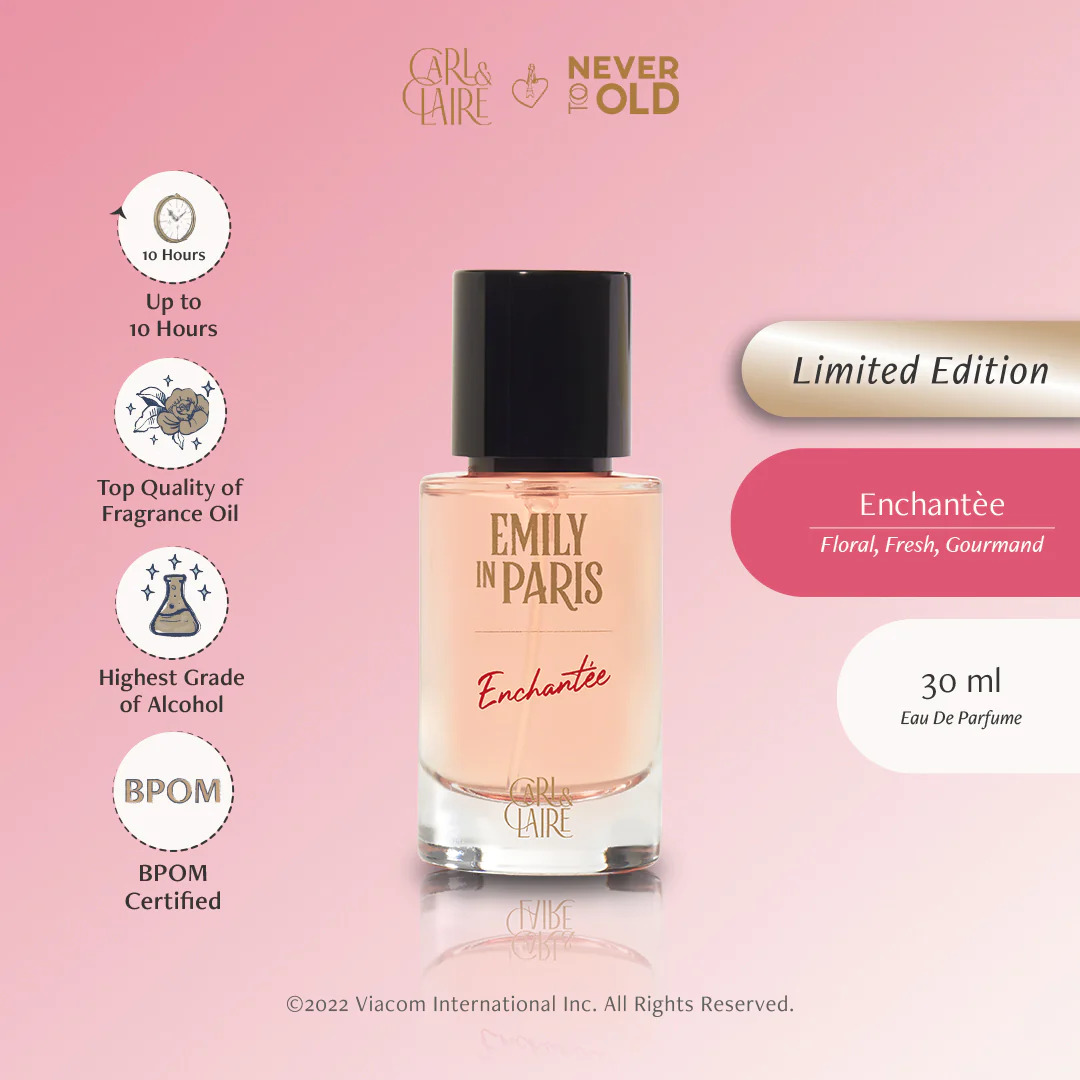 CARL&
CLAIRE
NEVER
TOO OLD
10 Hours
Up to
10 Hours
Top Quality of
Fragrance Oil
Highest Grade
of Alcohol
BPOM
BPOM
Certified
EMILY
IN PARIS
Enchantée
CARL&
CLAIRE
Limited Edition
Enchantèe
Floral, Fresh, Gourmand
30 ml
Eau De Parfume
©2022 Viacom International Inc. All Rights Reserved.